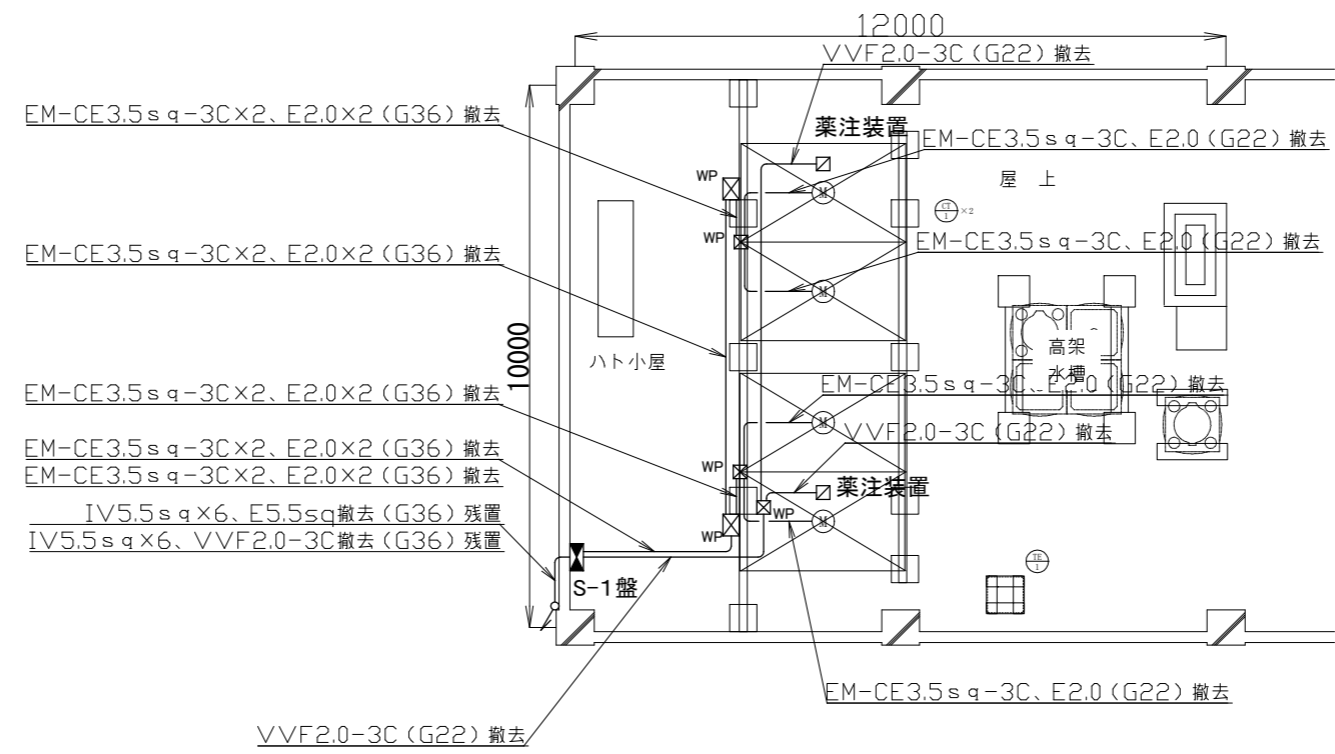 12000
VVF2.0-3C(G22)撤去
EM-CE3.5sq-3C×2、E2.0×2(G36)撤去
薬注装置
EM-CE3.5sq-3C、E2.0(G22)撤去
WP
屋上
M
CT
1
×2
WP
EM-CE3.5sq-3C、E2.0(G22)撤去
EM-CE3.5sq-3C×2、E2.0×2(G36)撤去
M
10000
ハト小屋
高架
水槽
EM-CE3.5sq-3C、E2.0(G22)撤去
EM-CE3.5sq-3C×2、E2.0×2(G36)撤去
M
VVF2.0-3C(G22)撤去
EM-CE3.5sq-3C×2、E2.0×2(G36)撤去
WP
EM-CE3.5sq-3C×2、E2.0×2(G36)撤去
薬注装置
IV5.5sq×6、E5.5sq撤去(G36)残置
WP
M
IV5.5sq×6、VVF2.0-3C撤去(G36)残置
WP
TE
1
S-1盤
EM-CE3.5sq-3C、E2.0(G22)撤去
VVF2.0-3C(G22)撤去